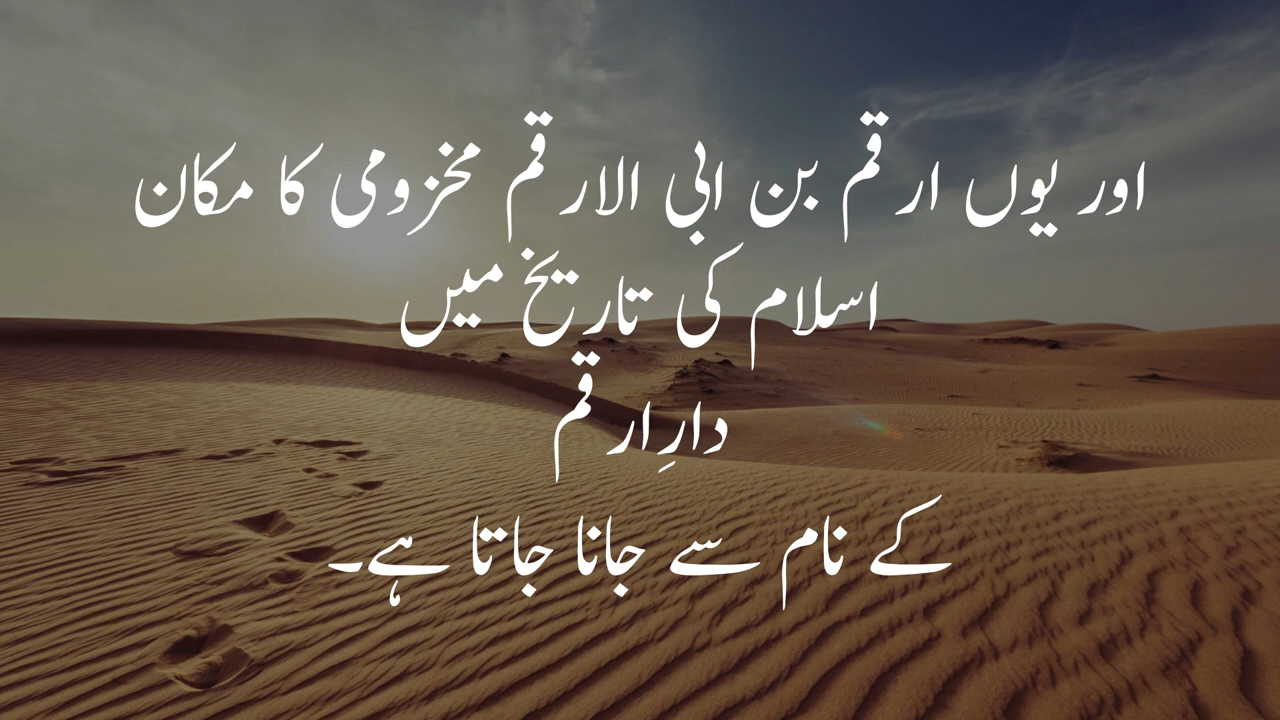 اور یوں ارقم بن ابی الارقم مخزومی کا مکان
اسلام کی تاریخ میں
دارِارقم
کے نام سے جانا جاتا ہے۔